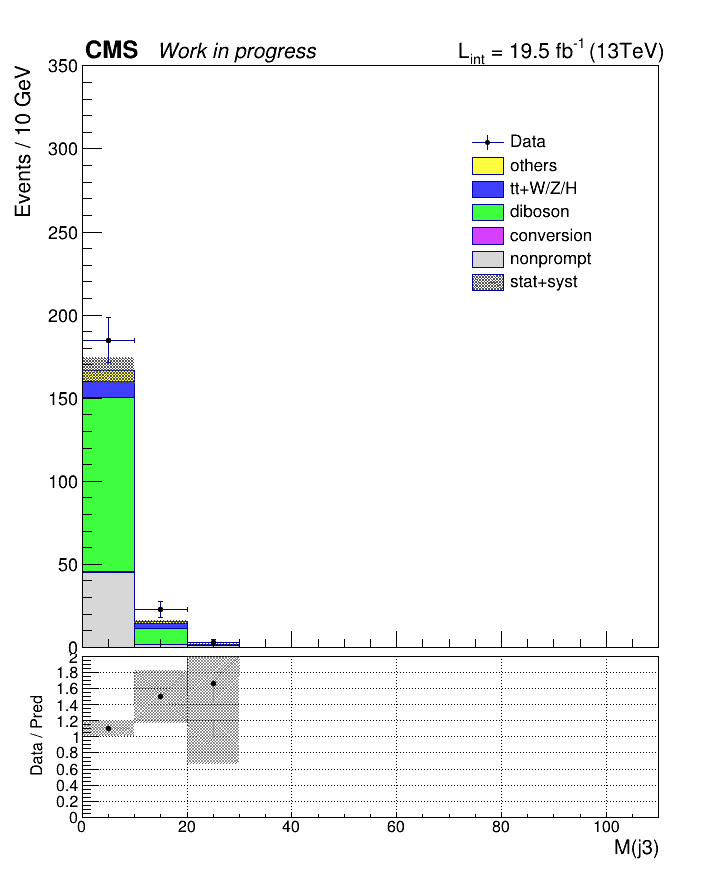 CMS Work in progress L_int = 19.5 fb^-1 (13TeV)
Events / 10 GeV
350
300
250
200
150
100
50
0
Data
others
tt+W/Z/H
diboson
conversion
nonprompt
stat+syst
Data / Pred
2
1.8
1.6
1.4
1.2
1
0.8
0.6
0.4
0.2
0
0 20 40 60 80 100
M(j3)